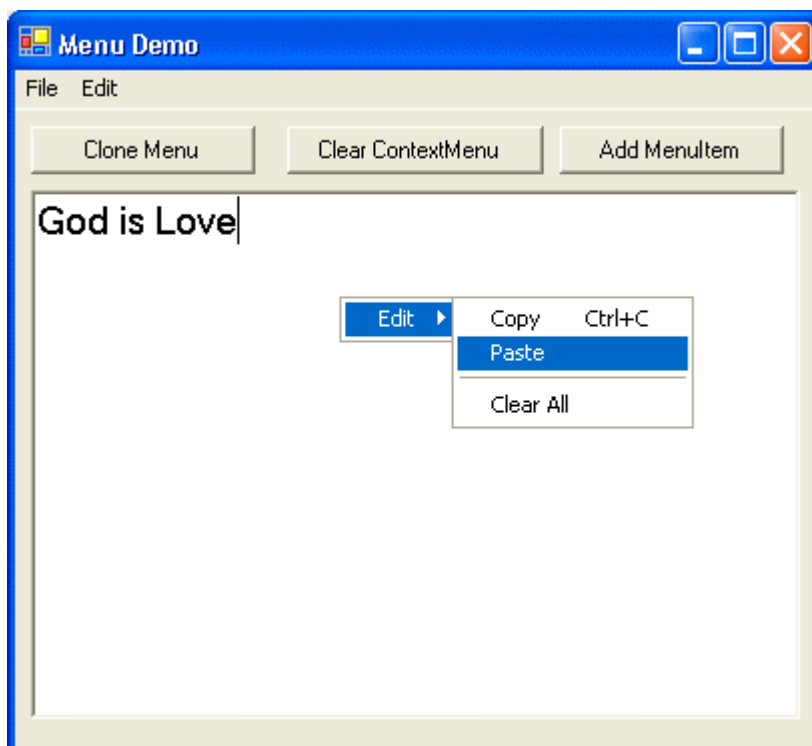 Menu Demo
File Edit
Clone Menu Clear ContextMenu Add MenuItem
God is Love
Edit Copy Ctrl+C
Paste
Clear All